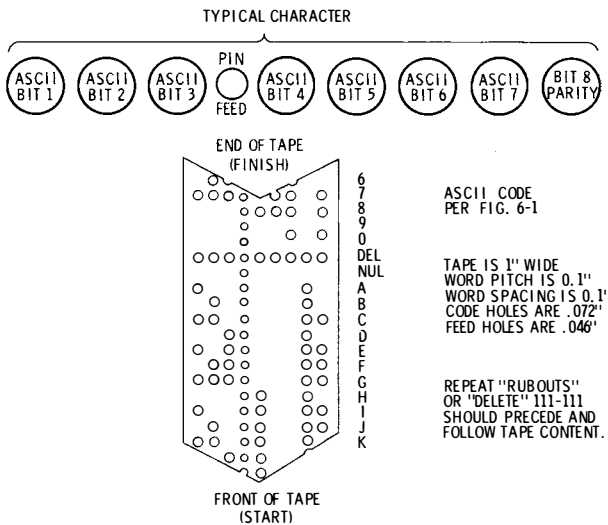 TYPICAL CHARACTER
ASCII BIT 1
ASCII BIT 2
ASCII BIT 3
PIN FEED
ASCII BIT 4
ASCII BIT 5
ASCII BIT 6
ASCII BIT 7
BIT 8 PARITY
END OF TAPE
(FINISH)
6
7
8
9
0
DEL
NUL
A
B
C
D
E
F
G
H
I
J
K
ASCII CODE
PER FIG. 6-1
TAPE IS 1" WIDE
WORD PITCH IS 0.1"
WORD SPACING IS 0.1"
CODE HOLES ARE .072"
FEED HOLES ARE .046"
REPEAT "RUBOUTS"
OR "DELETE" 111-111
SHOULD PRECEDE AND
FOLLOW TAPE CONTENT.
FRONT OF TAPE
(START)